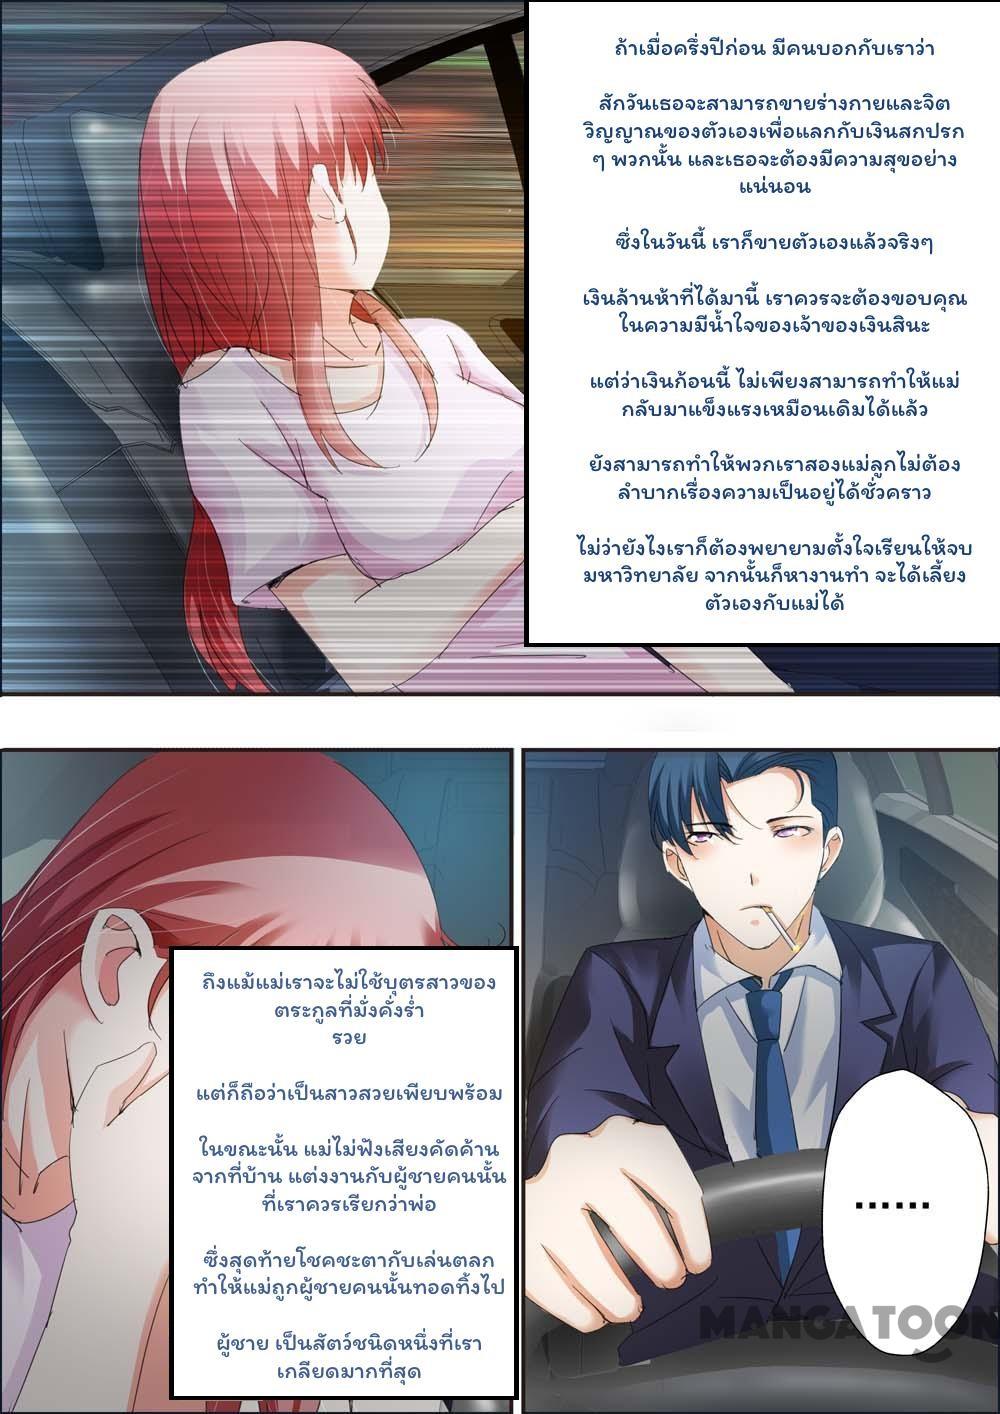 ถ้าเมื่อครึ่งปีก่อน มีคนบอกกับเราว่า
สักวันเธอจะสามารถขายร่างกายและจิต
วิญญาณของตัวเองเพื่อแลกกับเงินสกปรก
ๆ พวกนั้น และเธอจะต้องมีความสุขอย่าง
แน่นอน
ซึ่งในวันนี้ เราก็ขายตัวเองแล้วจริงๆ
เงินล้านห้าที่ได้มานี้ เราควรจะต้องขอบคุณ
ในความมีน้ำใจของเจ้าของเงินสินะ
แต่ว่าเงินก้อนนี้ ไม่เพียงสามารถทำให้แม่
กลับมาแข็งแรงเหมือนเดิมได้แล้ว
ยังสามารถทำให้พวกเราสองแม่ลูกไม่ต้อง
ลำบากเรื่องความเป็นอยู่ได้ชั่วคราว
ไม่ว่ายังไงเราก็ต้องพยายามตั้งใจเรียนให้จบ
มหาวิทยาลัย จากนั้นก็หางานทำ จะได้เลี้ยง
ตัวเองกับแม่ได้
ถึงแม้แม่เราจะไม่ใช้บุตรสาวของ
ตระกูลที่มั่งคั่งร่ำ
รวย
แต่ก็ถือว่าเป็นสาวสวยเพียบพร้อม
ในขณะนั้น แม่ไม่ฟังเสียงคัดค้าน
จากที่บ้าน แต่งงานกับผู้ชายคนนั้น
ที่เราควรเรียกว่าพ่อ
ซึ่งสุดท้ายโชคชะตากับเล่นตลก
ทำให้แม่ถูกผู้ชายคนนั้นทอดทิ้งไป
ผู้ชาย เป็นสัตว์ชนิดหนึ่งที่เรา
เกลียดมากที่สุด
......
MANGATOON